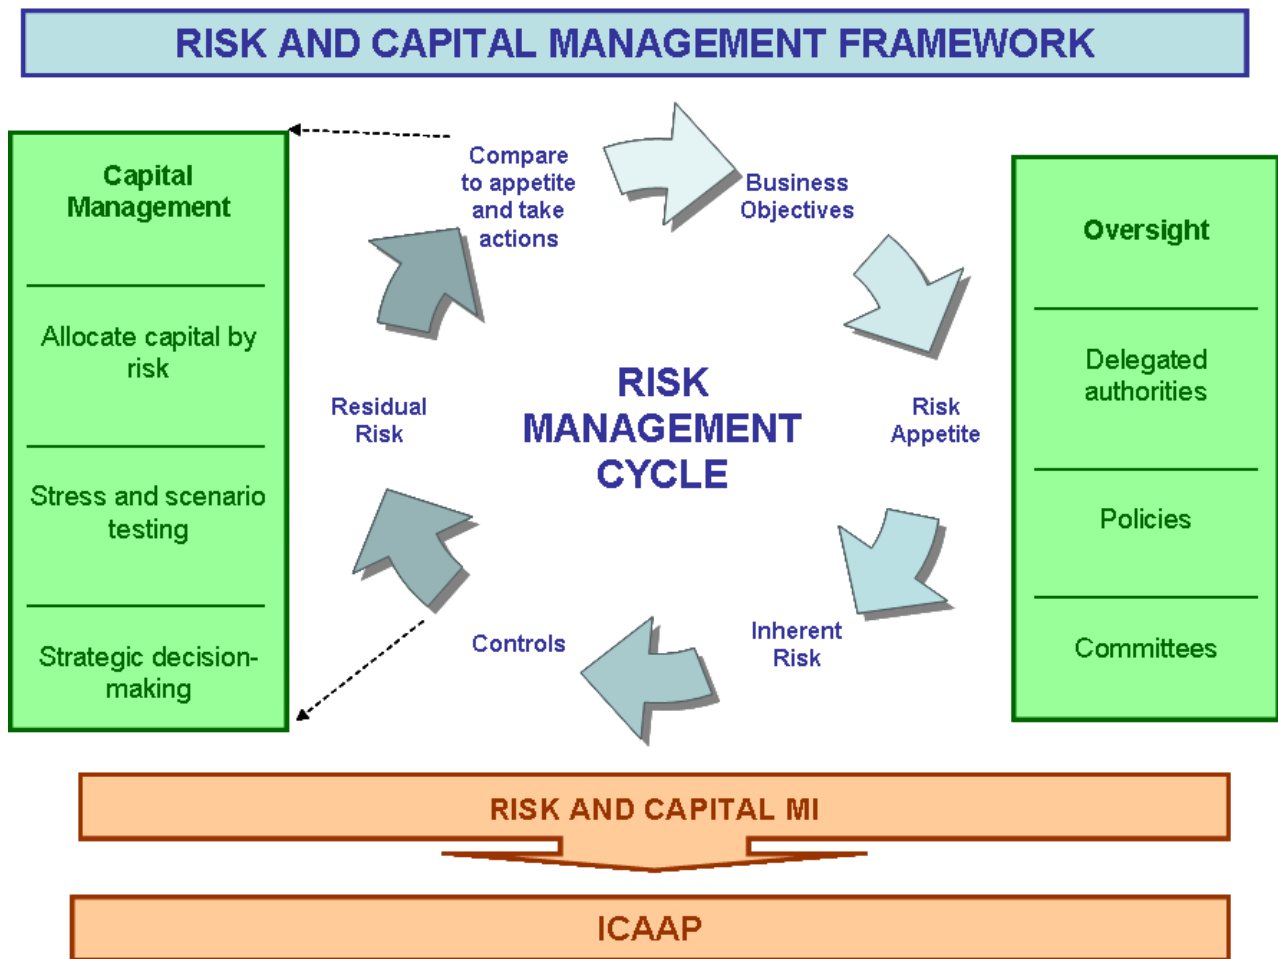 RISK AND CAPITAL MANAGEMENT FRAMEWORK
Capital
Management
Allocate capital by
risk
Stress and scenario
testing
Strategic decision-
making
Compare
to appetite
and take
actions
Business
Objectives
Risk
Appetite
Inherent
Risk
Controls
Residual
Risk
RISK
MANAGEMENT
CYCLE
Oversight
Delegated
authorities
Policies
Committees
RISK AND CAPITAL MI
ICAAP